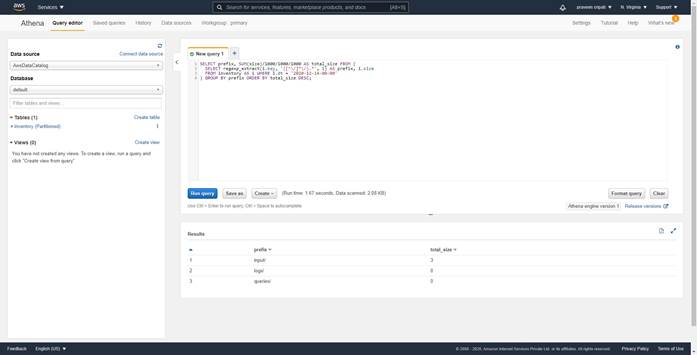 aws
Services
Search for services, features, marketplace products, and docs
[Alt+S]
praveen sripati
N. Virginia
Support
Athena
Query editor
Saved queries
History
Data sources
Workgroup: primary
Settings
Tutorial
Help
What's new
Data source
Connect data source
AwsDataCatalog
Database
default
Filter tables and views...
Tables (1)
Create table
inventory (Partitioned)
Views (0)
Create view
You have not created any views. To create a view, run a query and
click "Create view from query"
New query 1
+
1 SELECT prefix, SUM(size)/1000/1000/1000 AS total_size FROM (
2 SELECT regexp_extract(i.key, '([^\/]*\/).*', 1) AS prefix, i.size
3 FROM inventory AS i WHERE i.dt = '2020-12-14-00-00'
4 ) GROUP BY prefix ORDER BY total_size DESC;
Run query
Save as
Create
(Run time: 1.67 seconds, Data scanned: 2.05 KB)
Format query
Clear
Use Ctrl + Enter to run query, Ctrl + Space to autocomplete
Athena engine version 1
Release versions
Results
prefix
total_size
1 input/ 3
2 logs/ 0
3 queries/ 0
Feedback
English (US)
© 2008 - 2020, Amazon Internet Services Private Ltd. or its affiliates. All rights reserved.
Privacy Policy
Terms of Use